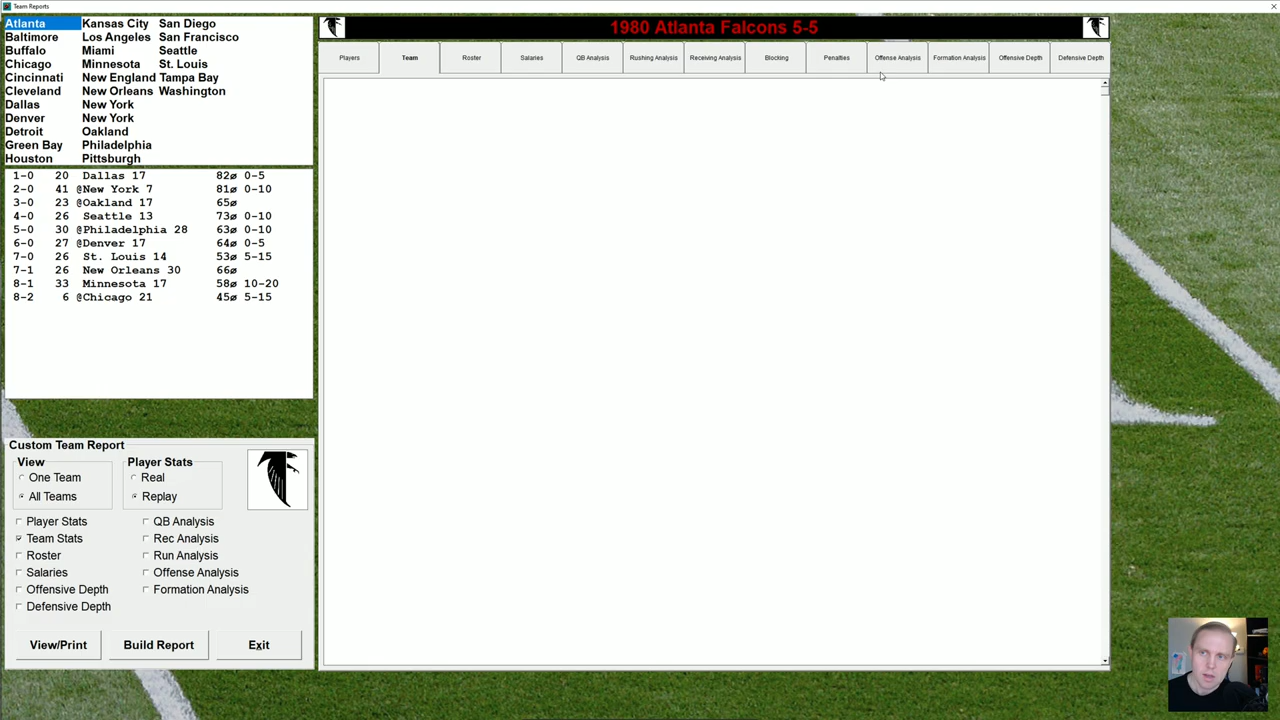 Team Reports
Atlanta Kansas City San Diego
Baltimore Los Angeles San Francisco
Buffalo Miami Seattle
Chicago Minnesota St. Louis
Cincinnati New England Tampa Bay
Cleveland New Orleans Washington
Dallas New York
Denver New York
Detroit Oakland
Green Bay Philadelphia
Houston Pittsburgh
1980 Atlanta Falcons 5-5
Players Team Roster Salaries QB Analysis Rushing Analysis Receiving Analysis Blocking Penalties Offense Analysis Formation Analysis Offensive Depth Defensive Depth
1-0 20 Dallas 17 82ø 0-5
2-0 41 @New York 7 81ø 0-10
3-0 23 @Oakland 17 65ø
4-0 26 Seattle 13 73ø 0-10
5-0 30 @Philadelphia 28 63ø 0-10
6-0 27 @Denver 17 64ø 0-5
7-0 26 St. Louis 14 53ø 5-15
7-1 26 New Orleans 30 66ø
8-1 33 Minnesota 17 58ø 10-20
8-2 6 @Chicago 21 45ø 5-15
Custom Team Report
View Player Stats
One Team Real
All Teams Replay
Player Stats QB Analysis
Team Stats Rec Analysis
Roster Run Analysis
Salaries Offense Analysis
Offensive Depth Formation Analysis
Defensive Depth
View/Print Build Report Exit